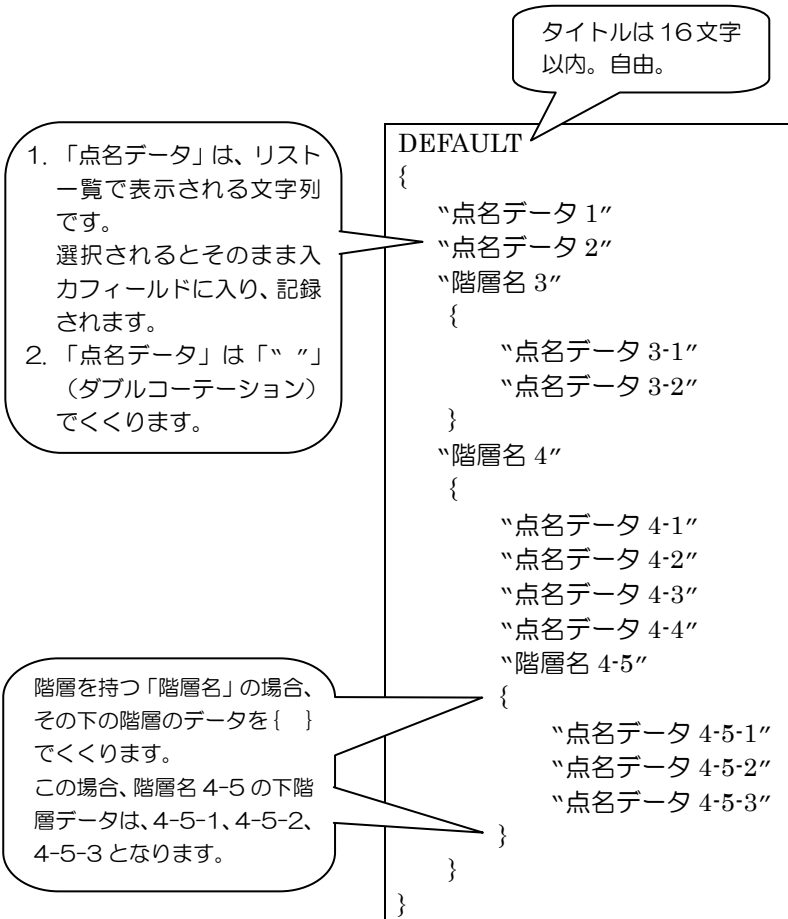 タイトルは16文字
以内。自由。
1. 「点名データ」は、リスト
一覧で表示される文字列
です。
選択されるとそのまま入
力フィールドに入り、記録
されます。
2. 「点名データ」は「〝 〃」
（ダブルコーテーション）
でくくります。
DEFAULT
{
〝点名データ 1〃
〝点名データ 2〃
〝階層名 3〃
{
〝点名データ 3-1〃
〝点名データ 3-2〃
}
〝階層名 4〃
{
〝点名データ 4-1〃
〝点名データ 4-2〃
〝点名データ 4-3〃
〝点名データ 4-4〃
〝階層名 4-5〃
{
〝点名データ 4-5-1〃
〝点名データ 4-5-2〃
〝点名データ 4-5-3〃
}
}
}
階層を持つ「階層名」の場合、
その下の階層のデータを{ }
でくくります。
この場合、階層名 4-5 の下階
層データは、4-5-1、4-5-2、
4-5-3 となります。